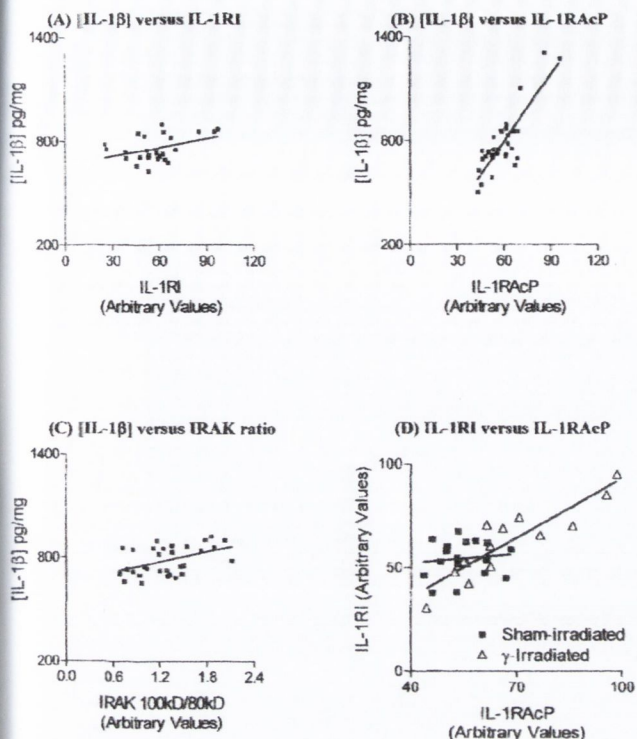 (A) [IL-1β] versus IL-1RI
1400
800
200
[IL-1β] pg/mg
0 30 60 90 120
IL-1RI
(Arbitrary Values)
(B) [IL-1β] versus IL-1RAcP
1400
800
200
[IL-1β] pg/mg
0 30 60 90 120
IL-1RAcP
(Arbitrary Values)
(C) [IL-1β] versus IRAK ratio
1400
800
200
[IL-1β] pg/mg
0.0 0.6 1.2 1.8 2.4
IRAK 100kD/80kD
(Arbitrary Values)
(D) IL-1RI versus IL-1RAcP
100
50
0
IL-1RI (Arbitrary Values)
Sham-irradiated
γ-Irradiated
40 70 100
IL-1RAcP
(Arbitrary Values)